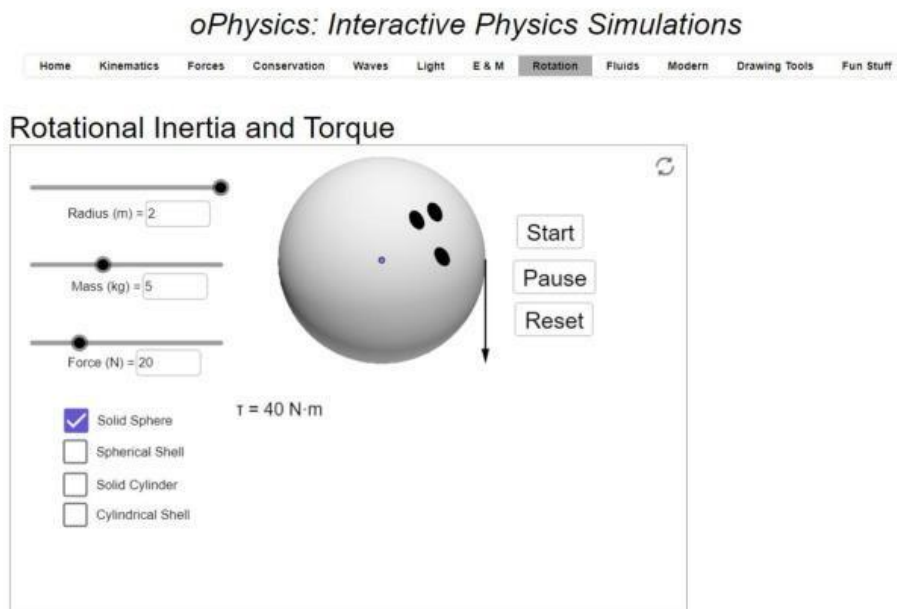 oPhysics: Interactive Physics Simulations
Home Kinematics Forces Conservation Waves Light E & M Rotation Fluids Modern Drawing Tools Fun Stuff
Rotational Inertia and Torque
Radius (m) = 2
Start
Mass (kg) = 5
Pause
Reset
Force (N) = 20
τ = 40 N·m
Solid Sphere
Spherical Shell
Solid Cylinder
Cylindrical Shell